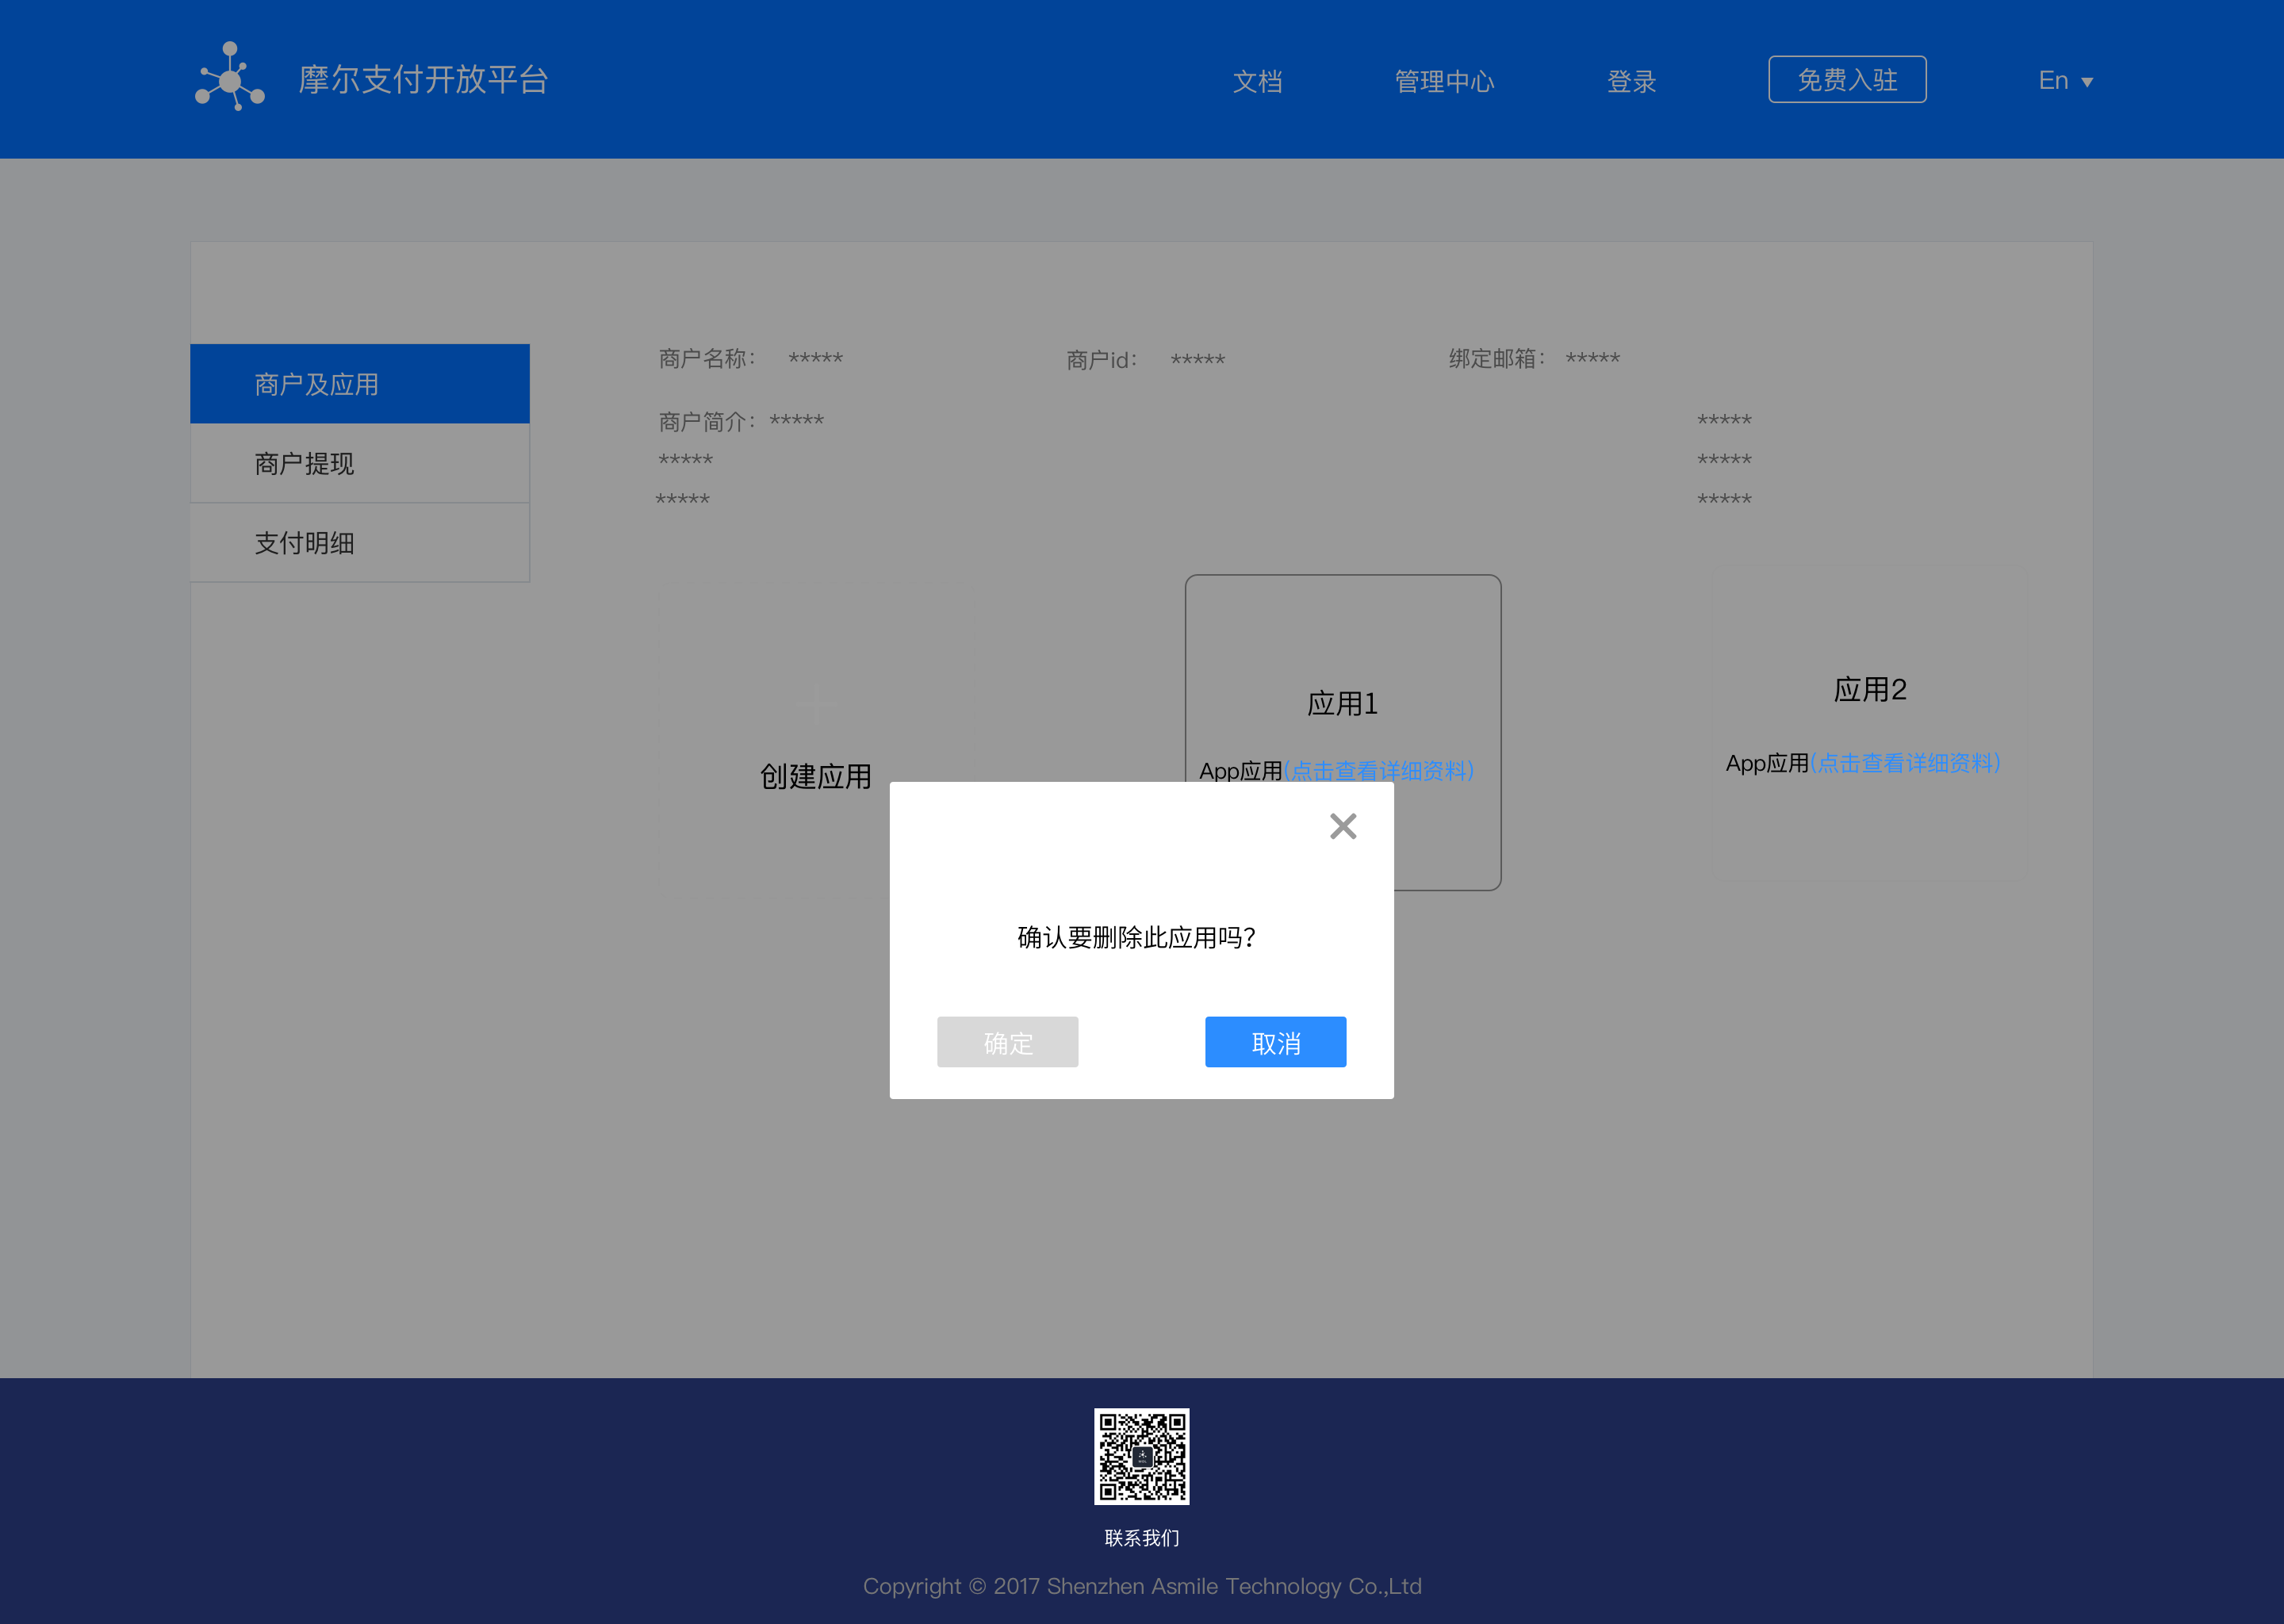 摩尔支付开放平台
文档
管理中心
登录
免费入驻
En
商户及应用
商户提现
支付明细
商户名称： *****
商户id： *****
绑定邮箱： *****
商户简介：*****
*****
*****
*****
*****
*****
创建应用
应用1
App应用(点击查看详细资料)
应用2
App应用(点击查看详细资料)
确认要删除此应用吗？
确定
取消
联系我们
Copyright © 2017 Shenzhen Asmile Technology Co.,Ltd